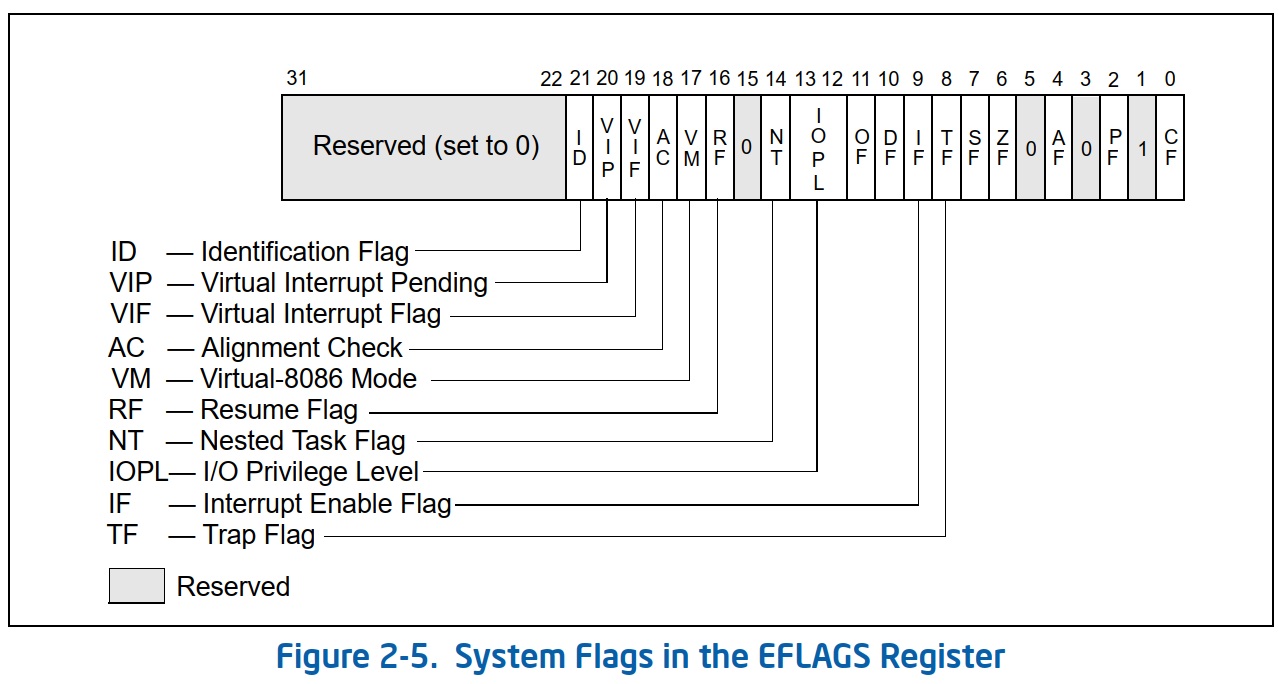 31 22 21 20 19 18 17 16 15 14 13 12 11 10 9 8 7 6 5 4 3 2 1 0
Reserved (set to 0) ID VIP VIF AC VM RF 0 NT IOPL OF DF IF TF SF ZF 0 AF 0 PF 1 CF
ID — Identification Flag
VIP — Virtual Interrupt Pending
VIF — Virtual Interrupt Flag
AC — Alignment Check
VM — Virtual-8086 Mode
RF — Resume Flag
NT — Nested Task Flag
IOPL— I/O Privilege Level
IF — Interrupt Enable Flag
TF — Trap Flag
Reserved
Figure 2-5. System Flags in the EFLAGS Register